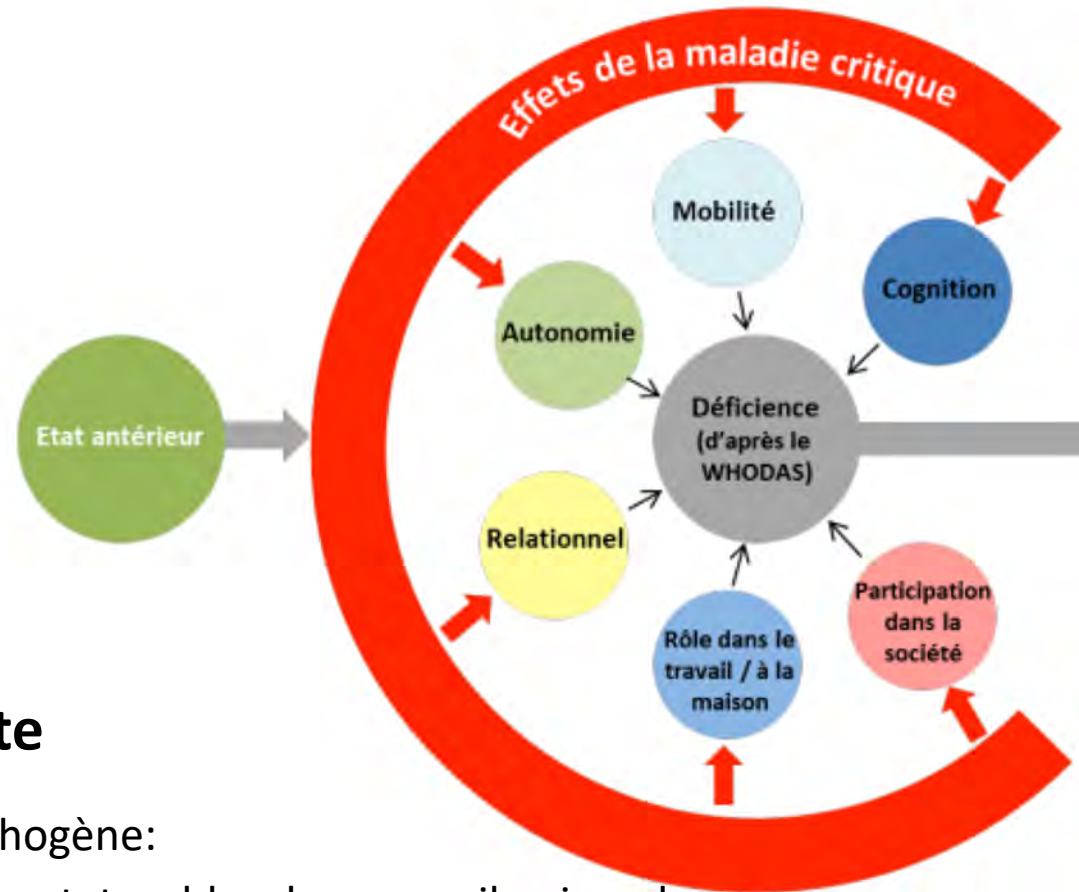 Effets de la maladie critique
Mobilité
Cognition
Autonomie
Etat antérieur
Déficience
(d'après le
WHODAS)
Relationnel
Participation
dans la
société
Rôle dans le
travail / à la
maison
te
hogène: